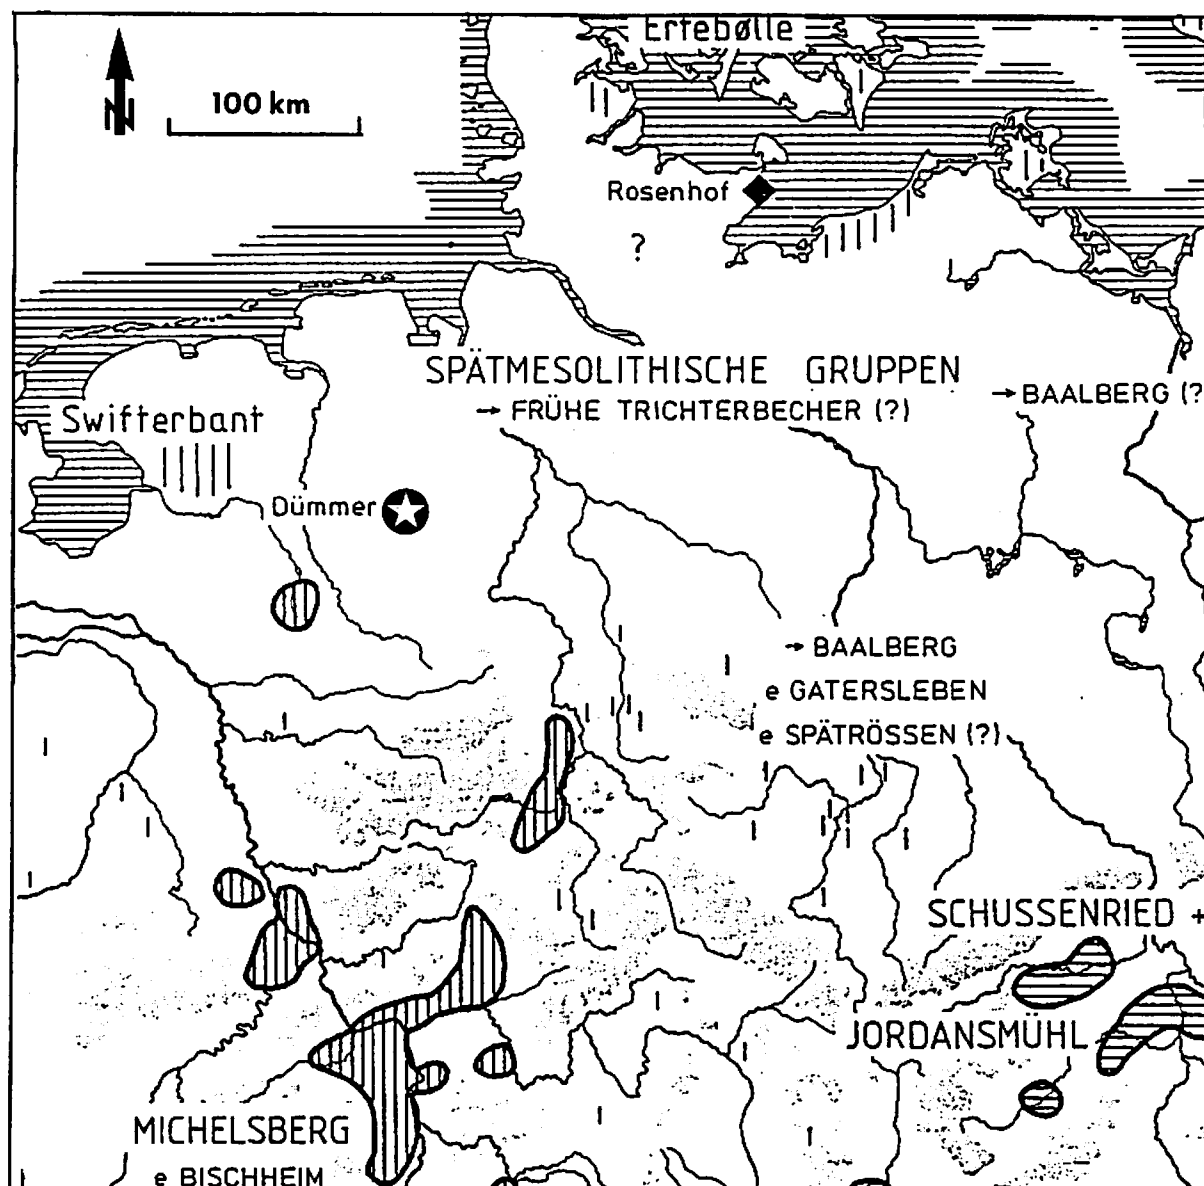 Ertebølle
N
100 km
Rosenhof
?
SPÄTMESOLITHISCHE GRUPPEN
→ FRÜHE TRICHTERBECHER (?)
→ BAALBERG (?
Swifterbant
Dümmer
→ BAALBERG
e GATERSLEBEN
e SPÄTRÖSSEN (?)
SCHUSSENRIED +
JORDANSMÜHL
MICHELSBERG
e BISCHHEIM